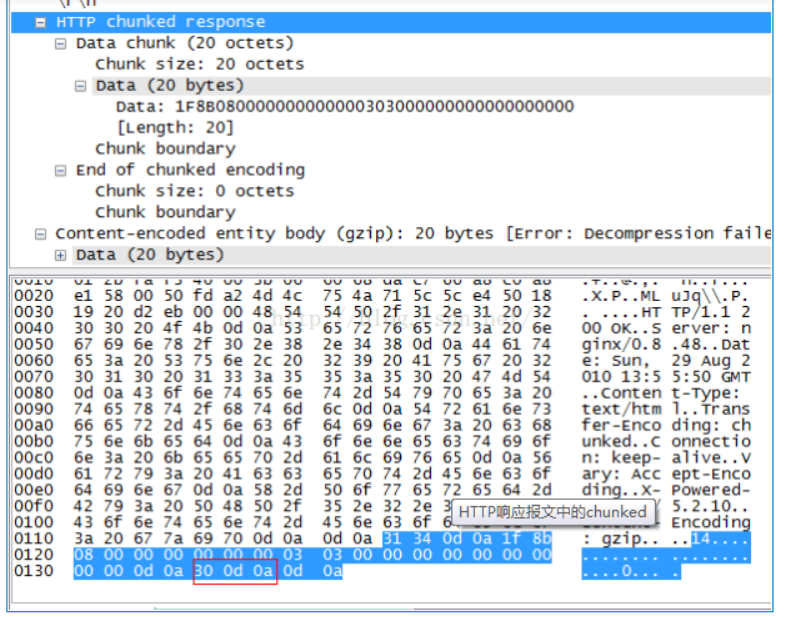 HTTP chunked response
Data chunk (20 octets)
Chunk size: 20 octets
Data (20 bytes)
Data: 1F8B080000000000000303000000000000000000
[Length: 20]
Chunk boundary
End of chunked encoding
Chunk size: 0 octets
Chunk boundary
Content-encoded entity body (gzip): 20 bytes [Error: Decompression faile
Data (20 bytes)
0020 e1 58 00 50 fd a2 4d 4c 75 4a 71 5c 5c e4 50 18 .X.P..ML uJq\\.P.
0030 19 20 d2 eb 00 00 48 54 54 50 2f 31 2e 31 20 32 . ....HT TP/1.1 2
0040 30 30 20 4f 4b 0d 0a 53 65 72 76 65 72 3a 20 6e 00 OK..S erver: n
0050 67 69 6e 78 2f 30 2e 38 2e 34 38 0d 0a 44 61 74 ginx/0.8 .48..Dat
0060 65 3a 20 53 75 6e 2c 20 32 39 20 41 75 67 20 32 e: Sun, 29 Aug 2
0070 30 31 30 20 31 33 3a 35 35 3a 35 30 20 47 4d 54 010 13:5 5:50 GMT
0080 0d 0a 43 6f 6e 74 65 6e 74 2d 54 79 70 65 3a 20 ..Conten t-Type:
0090 74 65 78 74 2f 68 74 6d 6c 0d 0a 54 72 61 6e 73 text/htm l..Trans
00a0 66 65 72 2d 45 6e 63 6f 64 69 6e 67 3a 20 63 68 fer-Enco ding: ch
00b0 75 6e 6b 65 64 0d 0a 43 6f 6e 6e 65 63 74 69 6f unked..C onnectio
00c0 6e 3a 20 6b 65 65 70 2d 61 6c 69 76 65 0d 0a 56 n: keep- alive..V
00d0 61 72 79 3a 20 41 63 63 65 70 74 2d 45 6e 63 6f ary: Acc ept-Enco
00e0 64 69 6e 67 0d 0a 58 2d 50 6f 77 65 72 65 64 2d ding..X- Powered-
00f0 42 79 3a 20 50 48 50 2f 35 2e 32 2e 5.2.10..
HTTP响应报文中的chunked
0100 43 6f 6e 74 65 6e 74 2d 45 6e 63 6f Encoding
0110 3a 20 67 7a 69 70 0d 0a 0d 0a 31 34 0d 0a 1f 8b : gzip.. ..14....
0120 08 00 00 00 00 00 00 03 03 00 00 00 00 00 00 00 ........ ........
0130 00 00 0d 0a 30 0d 0a 0d 0a ....0... .